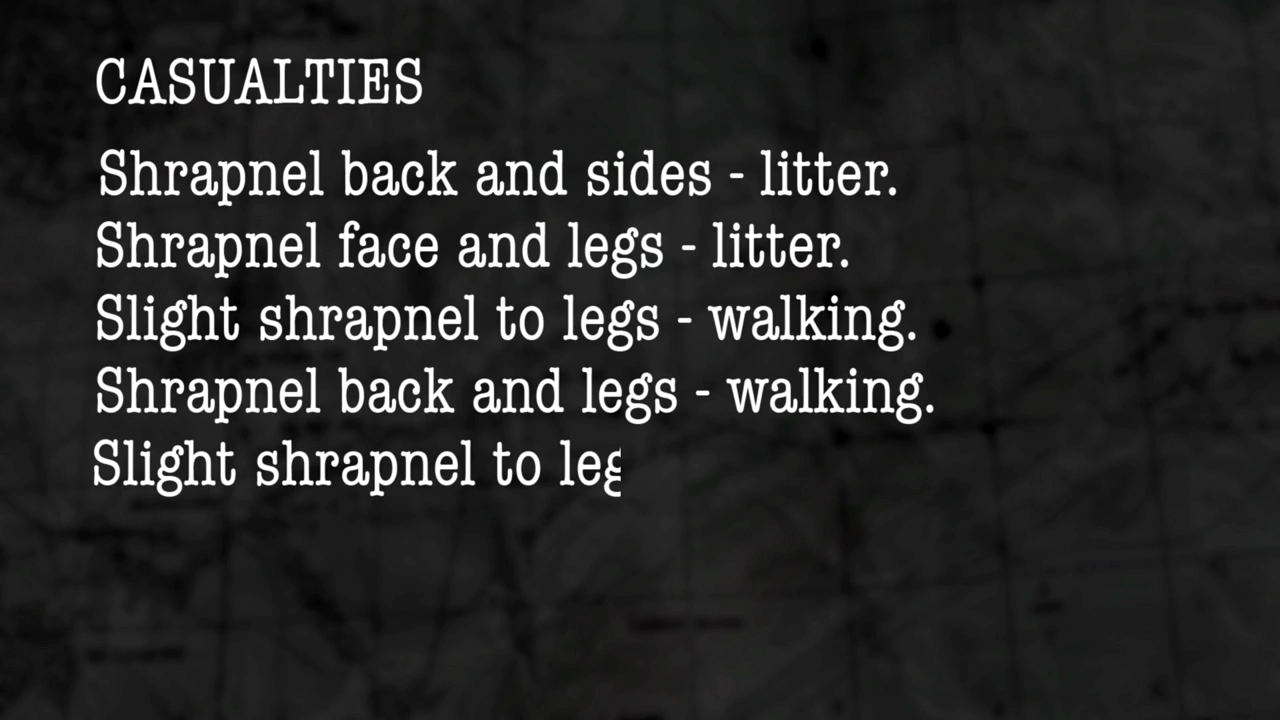 CASUALTIES
Shrapnel back and sides - litter.
Shrapnel face and legs - litter.
Slight shrapnel to legs - walking.
Shrapnel back and legs - walking.
Slight shrapnel to leg